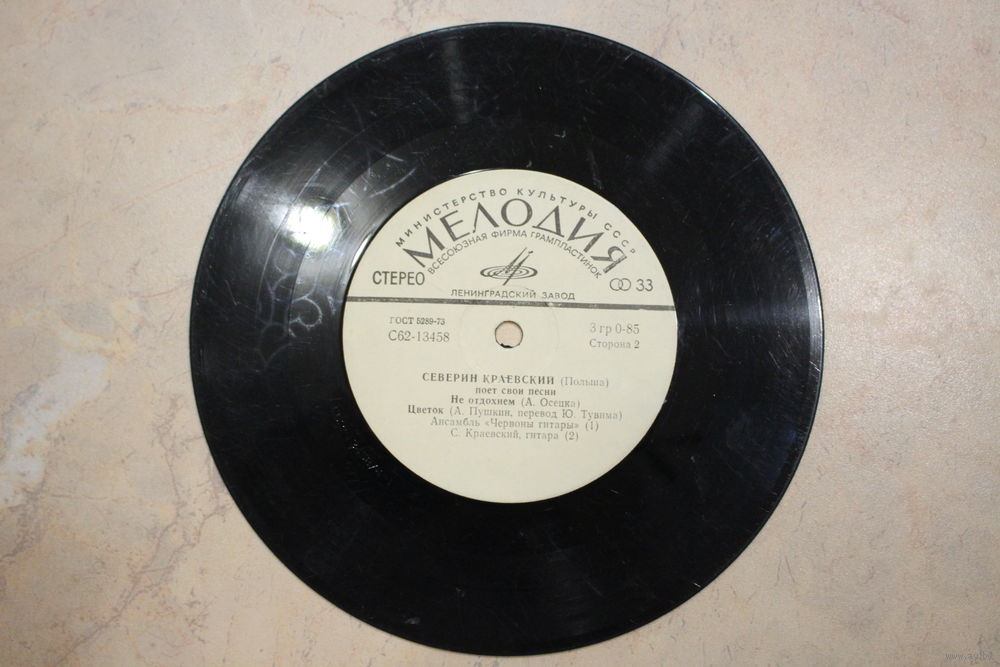 МИНИСТЕРСТВО КУЛЬТУРЫ СССР
МЕЛОДИЯ
ВСЕСОЮЗНАЯ ФИРМА ГРАМПЛАСТИНОК
СТЕРЕО
33
ЛЕНИНГРАДСКИЙ ЗАВОД
ГОСТ 5289-73
3 гр 0-85
С62-13458
Сторона 2
СЕВЕРИН КРАЕВСКИЙ (Польша)
поет свои песни
Не отдохнем (А. Осецка)
Цветок (А. Пушкин, перевод Ю. Тувима)
Ансамбль «Червоны гитары» (1)
С. Краевский, гитара (2)